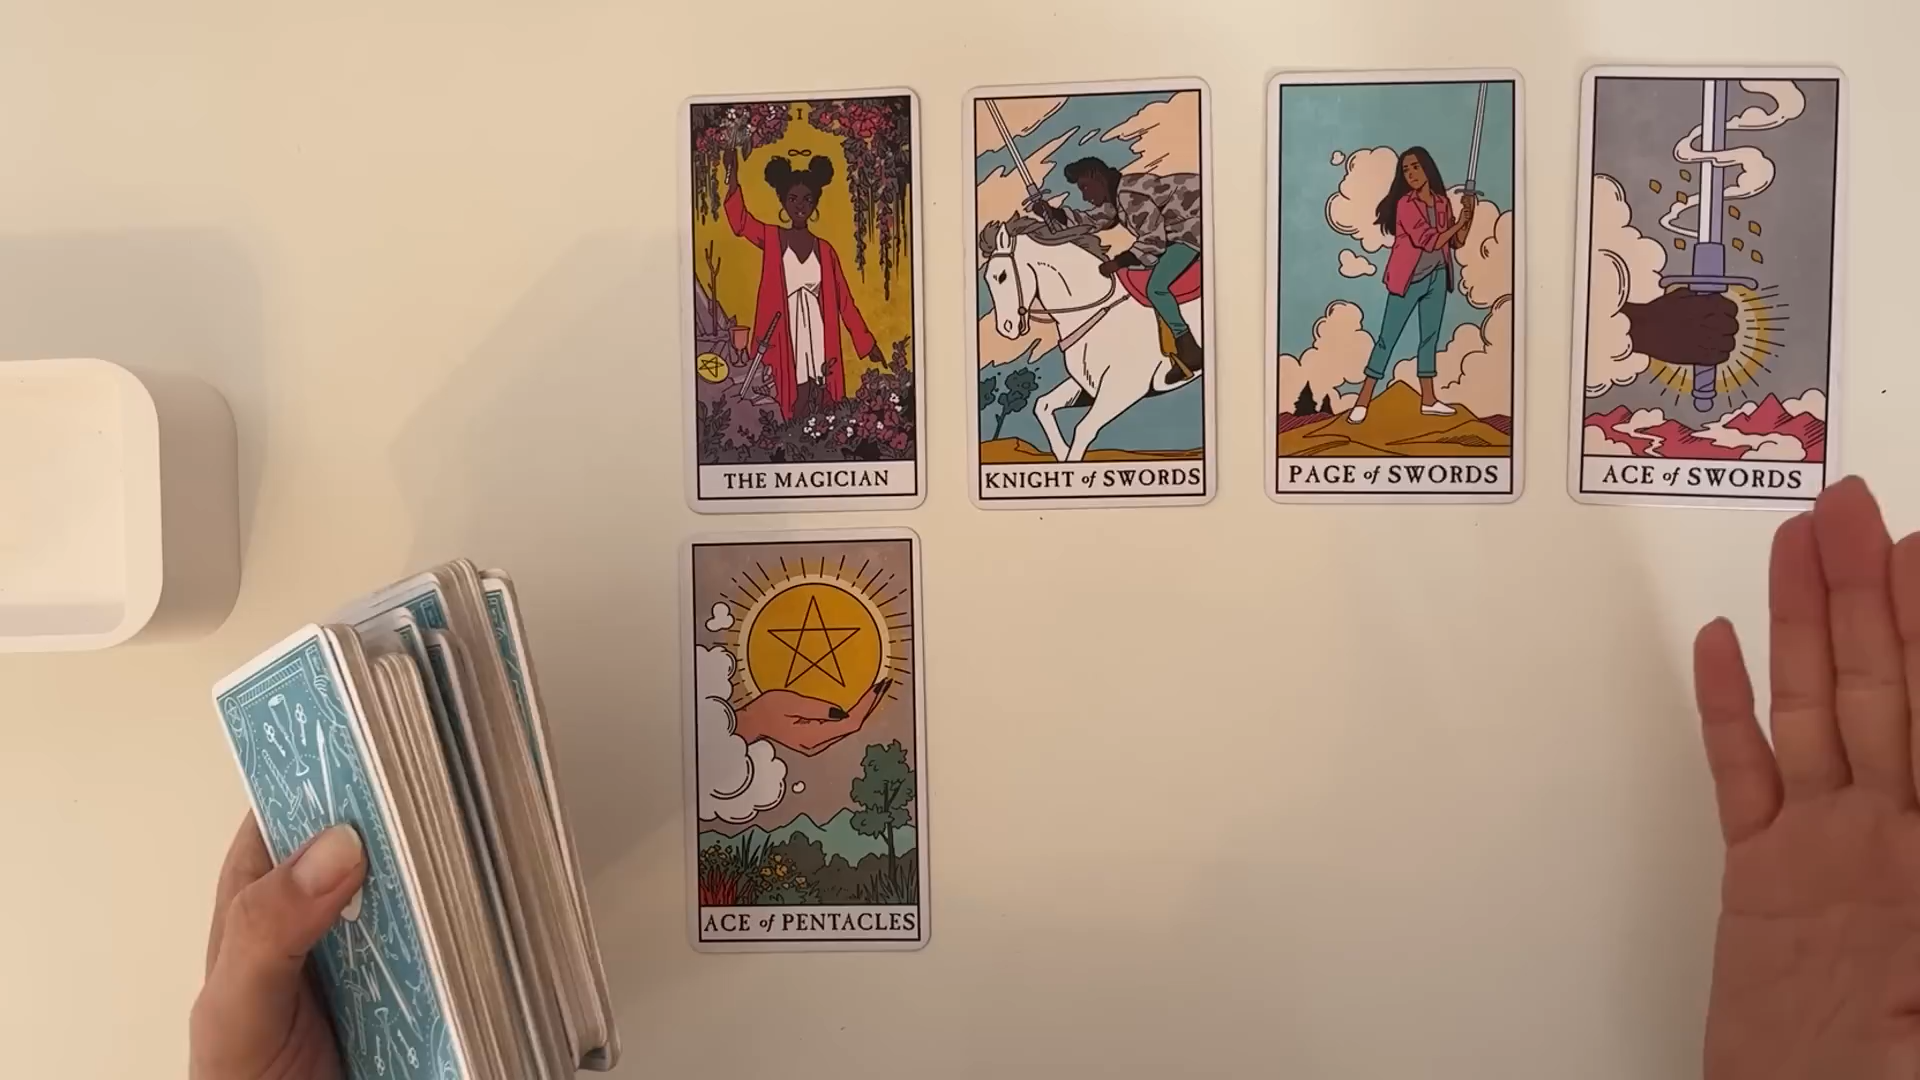 I
THE MAGICIAN
KNIGHT of SWORDS
PAGE of SWORDS
ACE of SWORDS
ACE of PENTACLES